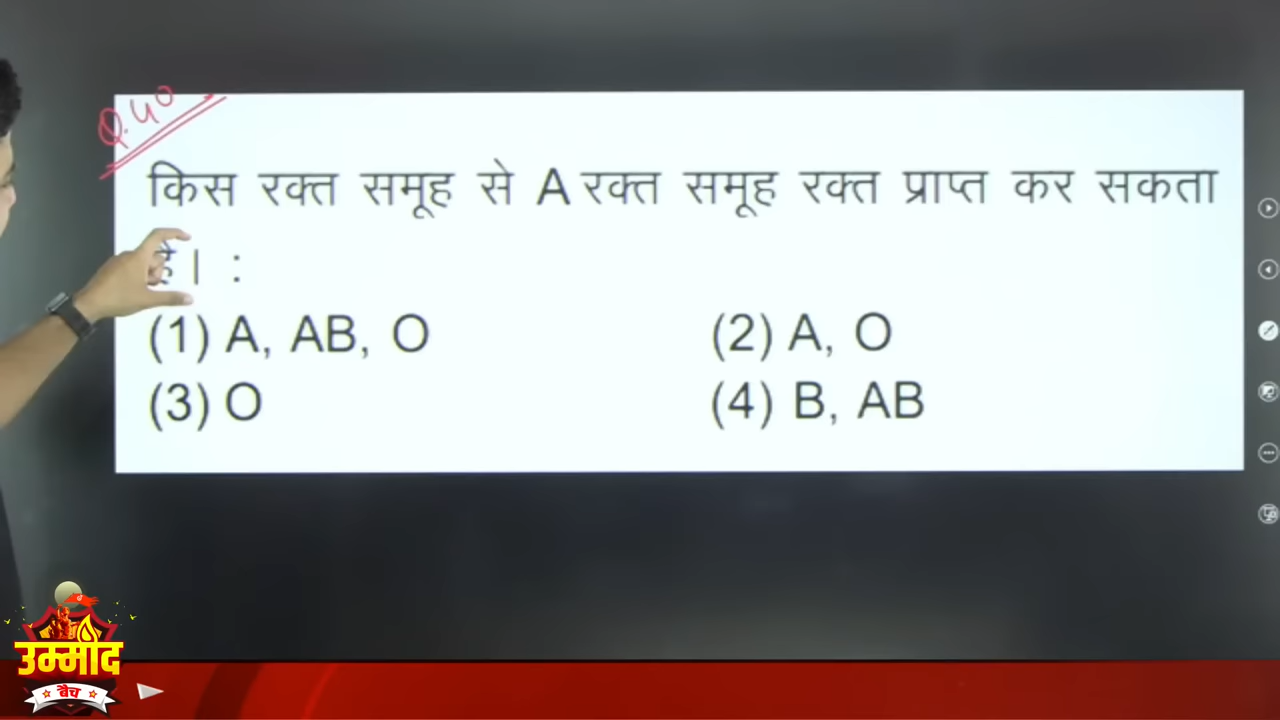 Q.40
किस रक्त समूह से A रक्त समूह रक्त प्राप्त कर सकता
है। :
(1) A, AB, O (2) A, O
(3) O (4) B, AB
उम्मीद
बैच